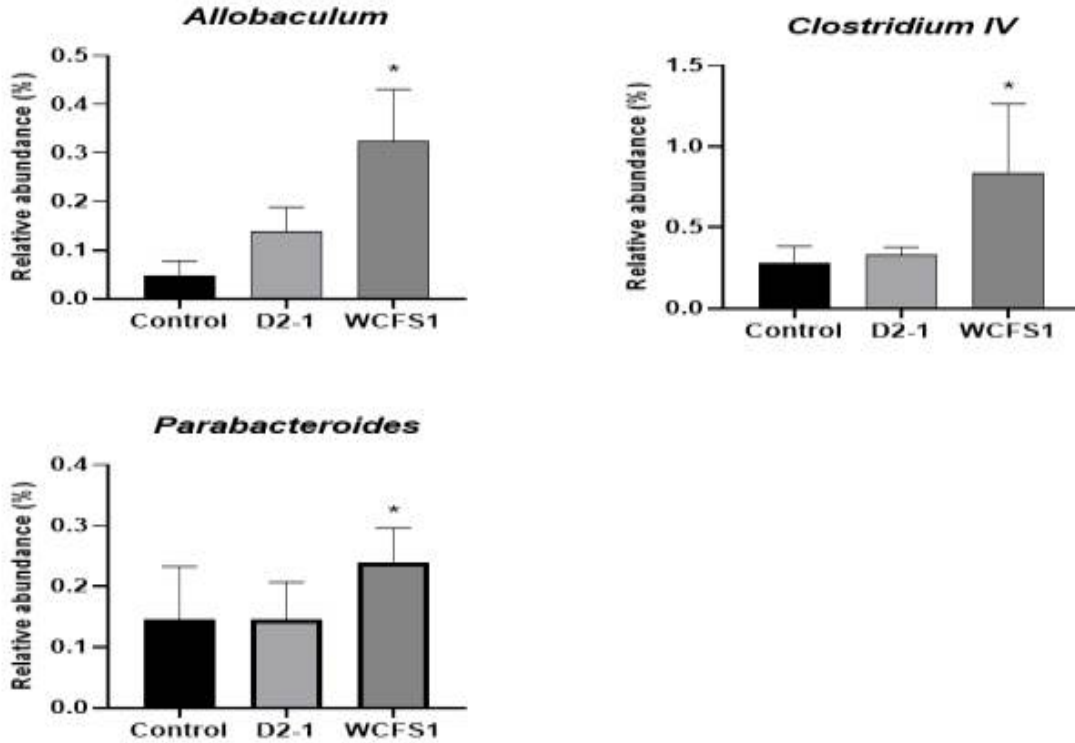 Allobaculum
Relative abundance (%)
0.5
0.4
0.3
0.2
0.1
0.0
*
Control D2-1 WCFS1
Clostridium IV
Relative abundance (%)
1.5
1.0
0.5
0.0
*
Control D2-1 WCFS1
Parabacteroides
Relative abundance (%)
0.4
0.3
0.2
0.1
0.0
*
Control D2-1 WCFS1